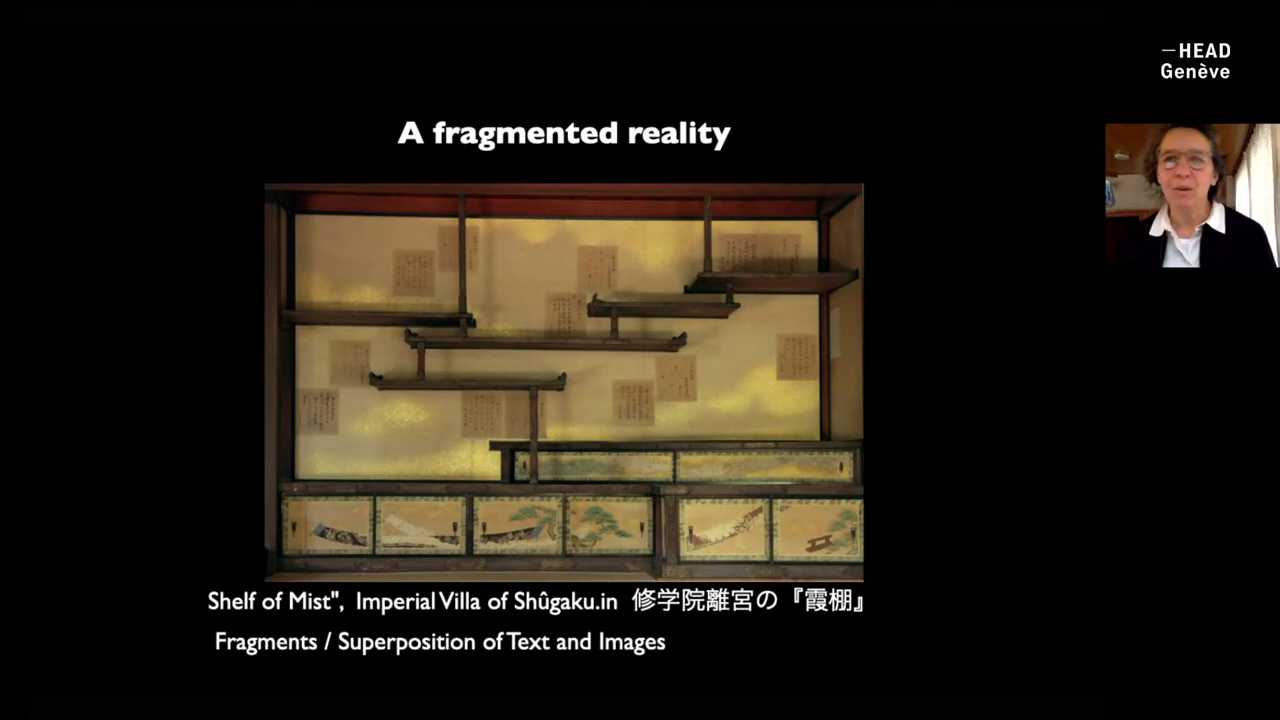 —HEAD
Genève
A fragmented reality
Shelf of Mist", Imperial Villa of Shûgaku.in 修学院離宮の『霞棚』
Fragments / Superposition of Text and Images